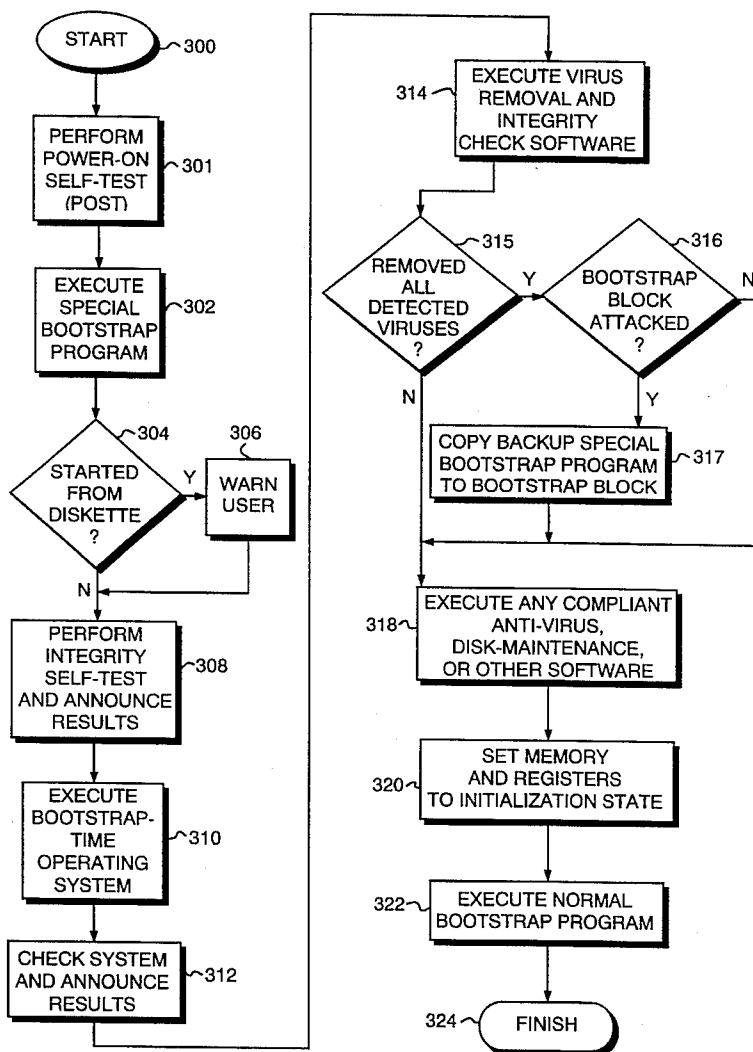 START
300
PERFORM
POWER-ON
SELF-TEST
(POST)
301
EXECUTE
SPECIAL
BOOTSTRAP
PROGRAM
302
304
STARTED
FROM
DISKETTE
?
Y
N
306
WARN
USER
PERFORM
INTEGRITY
SELF-TEST
AND ANNOUNCE
RESULTS
308
EXECUTE
BOOTSTRAP-
TIME
OPERATING
SYSTEM
310
CHECK SYSTEM
AND ANNOUNCE
RESULTS
312
314
EXECUTE VIRUS
REMOVAL AND
INTEGRITY
CHECK SOFTWARE
315
REMOVED
ALL
DETECTED
VIRUSES
?
Y
N
316
BOOTSTRAP
BLOCK
ATTACKED
?
N
Y
COPY BACKUP SPECIAL
BOOTSTRAP PROGRAM
TO BOOTSTRAP BLOCK
317
318
EXECUTE ANY COMPLIANT
ANTI-VIRUS,
DISK-MAINTENANCE,
OR OTHER SOFTWARE
320
SET MEMORY
AND REGISTERS
TO INITIALIZATION STATE
322
EXECUTE NORMAL
BOOTSTRAP PROGRAM
324
FINISH